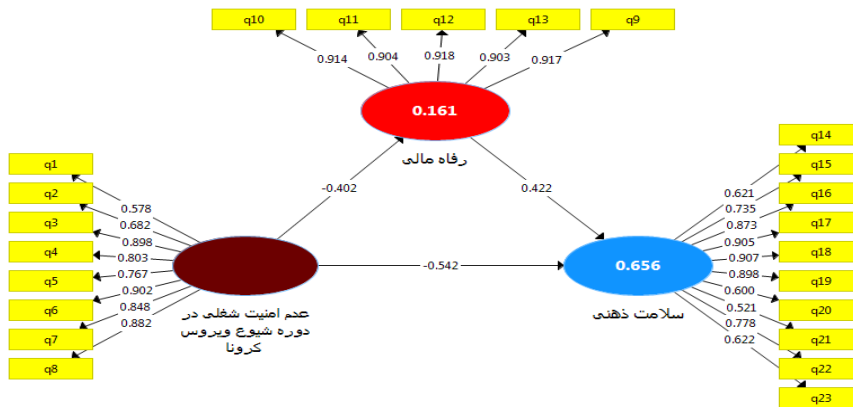 q10
q11
q12
q13
q9
0.914
0.904
0.918
0.903
0.917
0.161
رفاه مالی
-0.402
0.422
-0.542
q1
q2
q3
q4
q5
q6
q7
q8
0.578
0.682
0.898
0.803
0.767
0.902
0.848
0.882
عدم امنیت شغلی در
دوره شیوع ویروس
کرونا
0.656
سلامت ذهنی
0.621
0.735
0.873
0.905
0.907
0.898
0.600
0.521
0.778
0.622
q14
q15
q16
q17
q18
q19
q20
q21
q22
q23